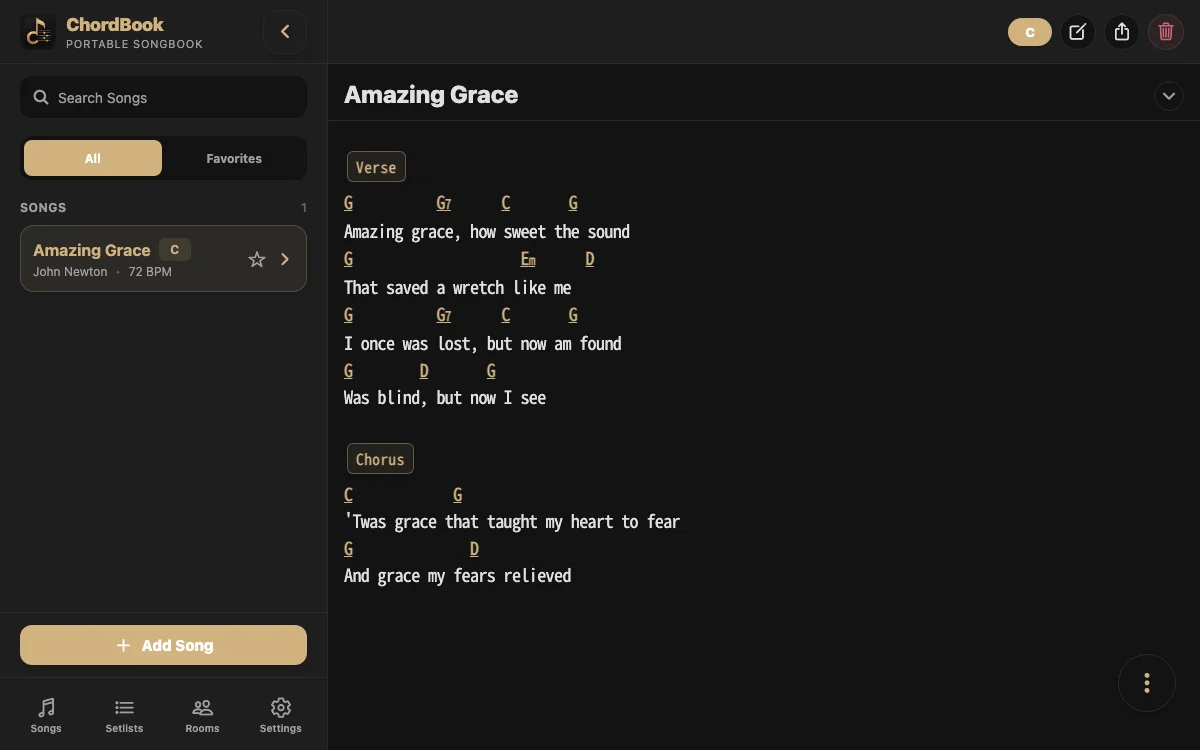 ChordBook
PORTABLE SONGBOOK
Search Songs
All Favorites
SONGS 1
Amazing Grace C
John Newton · 72 BPM
Add Song
Songs Setlists Rooms Settings
C
Amazing Grace
Verse
G G7 C G
Amazing grace, how sweet the sound
G Em D
That saved a wretch like me
G G7 C G
I once was lost, but now am found
G D G
Was blind, but now I see
Chorus
C G
'Twas grace that taught my heart to fear
G D
And grace my fears relieved